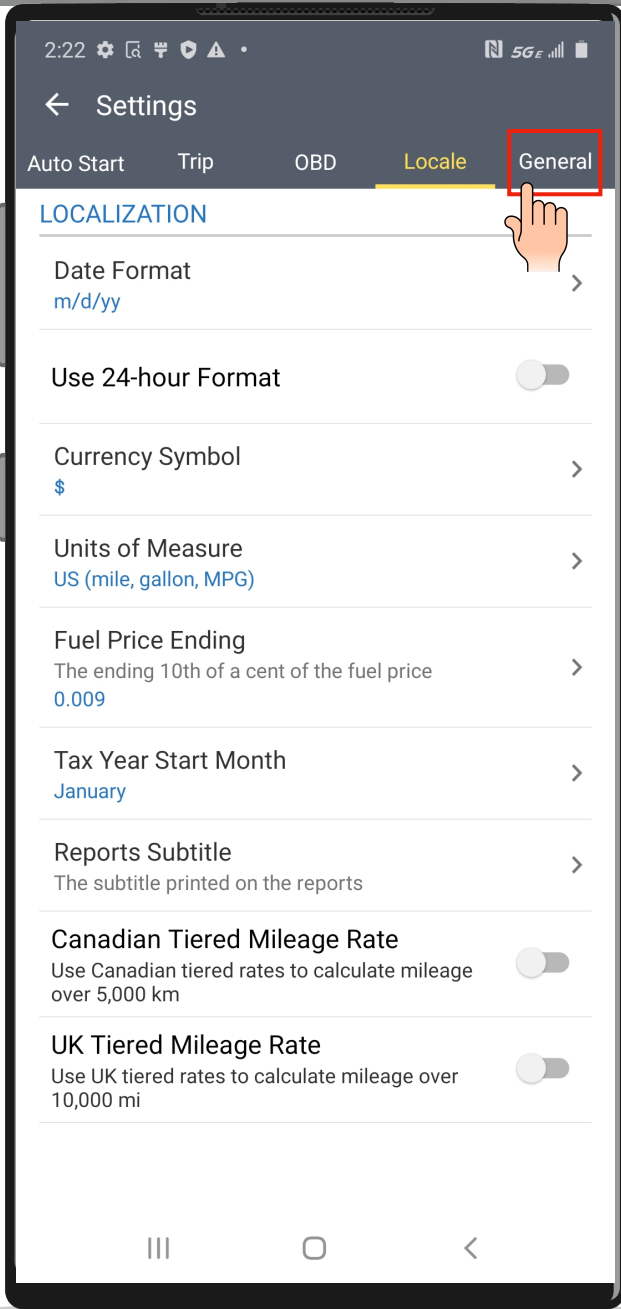 2:22
5G E
Settings
Auto Start Trip OBD Locale General
LOCALIZATION
Date Format
m/d/yy
Use 24-hour Format
Currency Symbol
$
Units of Measure
US (mile, gallon, MPG)
Fuel Price Ending
The ending 10th of a cent of the fuel price
0.009
Tax Year Start Month
January
Reports Subtitle
The subtitle printed on the reports
Canadian Tiered Mileage Rate
Use Canadian tiered rates to calculate mileage
over 5,000 km
UK Tiered Mileage Rate
Use UK tiered rates to calculate mileage over
10,000 mi